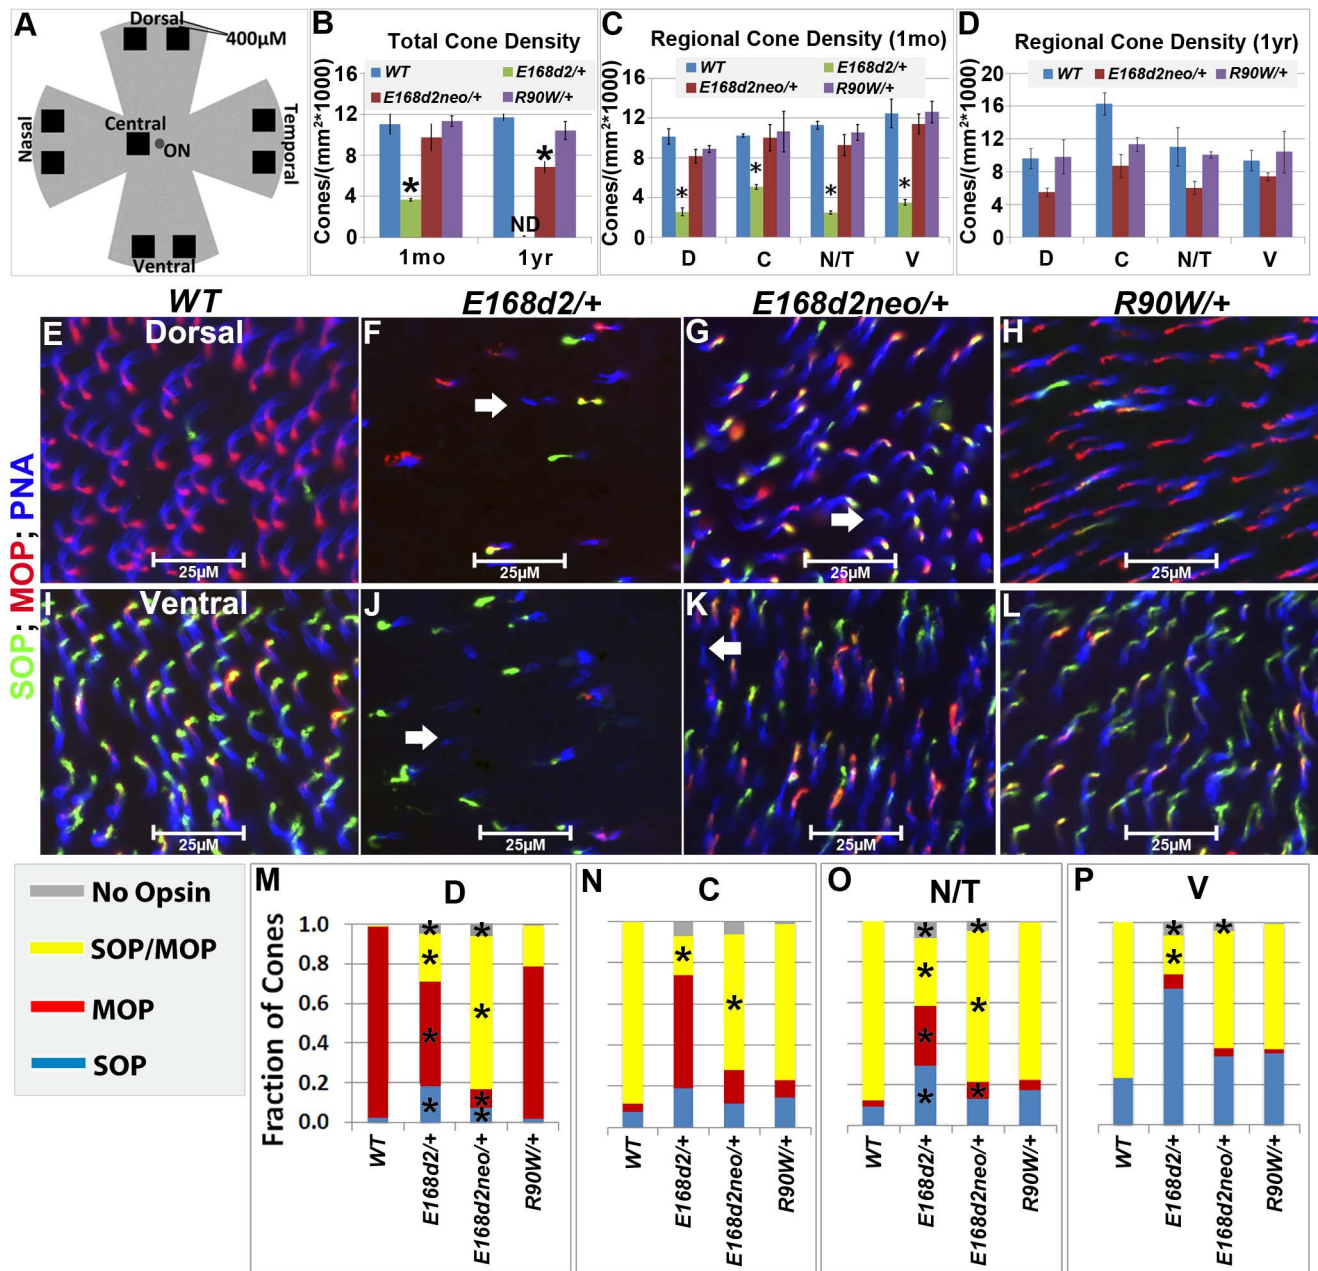 A
Dorsal
400µM
Nasal
Central
ON
Temporal
Ventral
B
Total Cone Density
WT
E168d2/+
E168d2neo/+
R90W/+
Cones/(mm²*1000)
16
12
8
4
0
*
ND
*
1mo
1yr
C
Regional Cone Density (1mo)
WT
E168d2/+
E168d2neo/+
R90W/+
Cones/(mm²*1000)
16
12
8
4
0
*
*
*
*
D
C
N/T
V
D
Regional Cone Density (1yr)
WT
E168d2neo/+
R90W/+
Cones/(mm²*1000)
20
16
12
8
4
0
D
C
N/T
V
WT
E168d2/+
E168d2neo/+
R90W/+
SOP; MOP; PNA
E
Dorsal
25µM
F
25µM
G
25µM
H
25µM
I
Ventral
25µM
J
25µM
K
25µM
L
25µM
No Opsin
SOP/MOP
MOP
SOP
M
D
Fraction of Cones
1.0
0.8
0.6
0.4
0.2
0.0
*
*
*
*
*
*
*
*
WT
E168d2/+
E168d2neo/+
R90W/+
N
C
*
*
WT
E168d2/+
E168d2neo/+
R90W/+
O
N/T
*
*
*
*
*
*
*
WT
E168d2/+
E168d2neo/+
R90W/+
P
V
*
*
*
WT
E168d2/+
E168d2neo/+
R90W/+